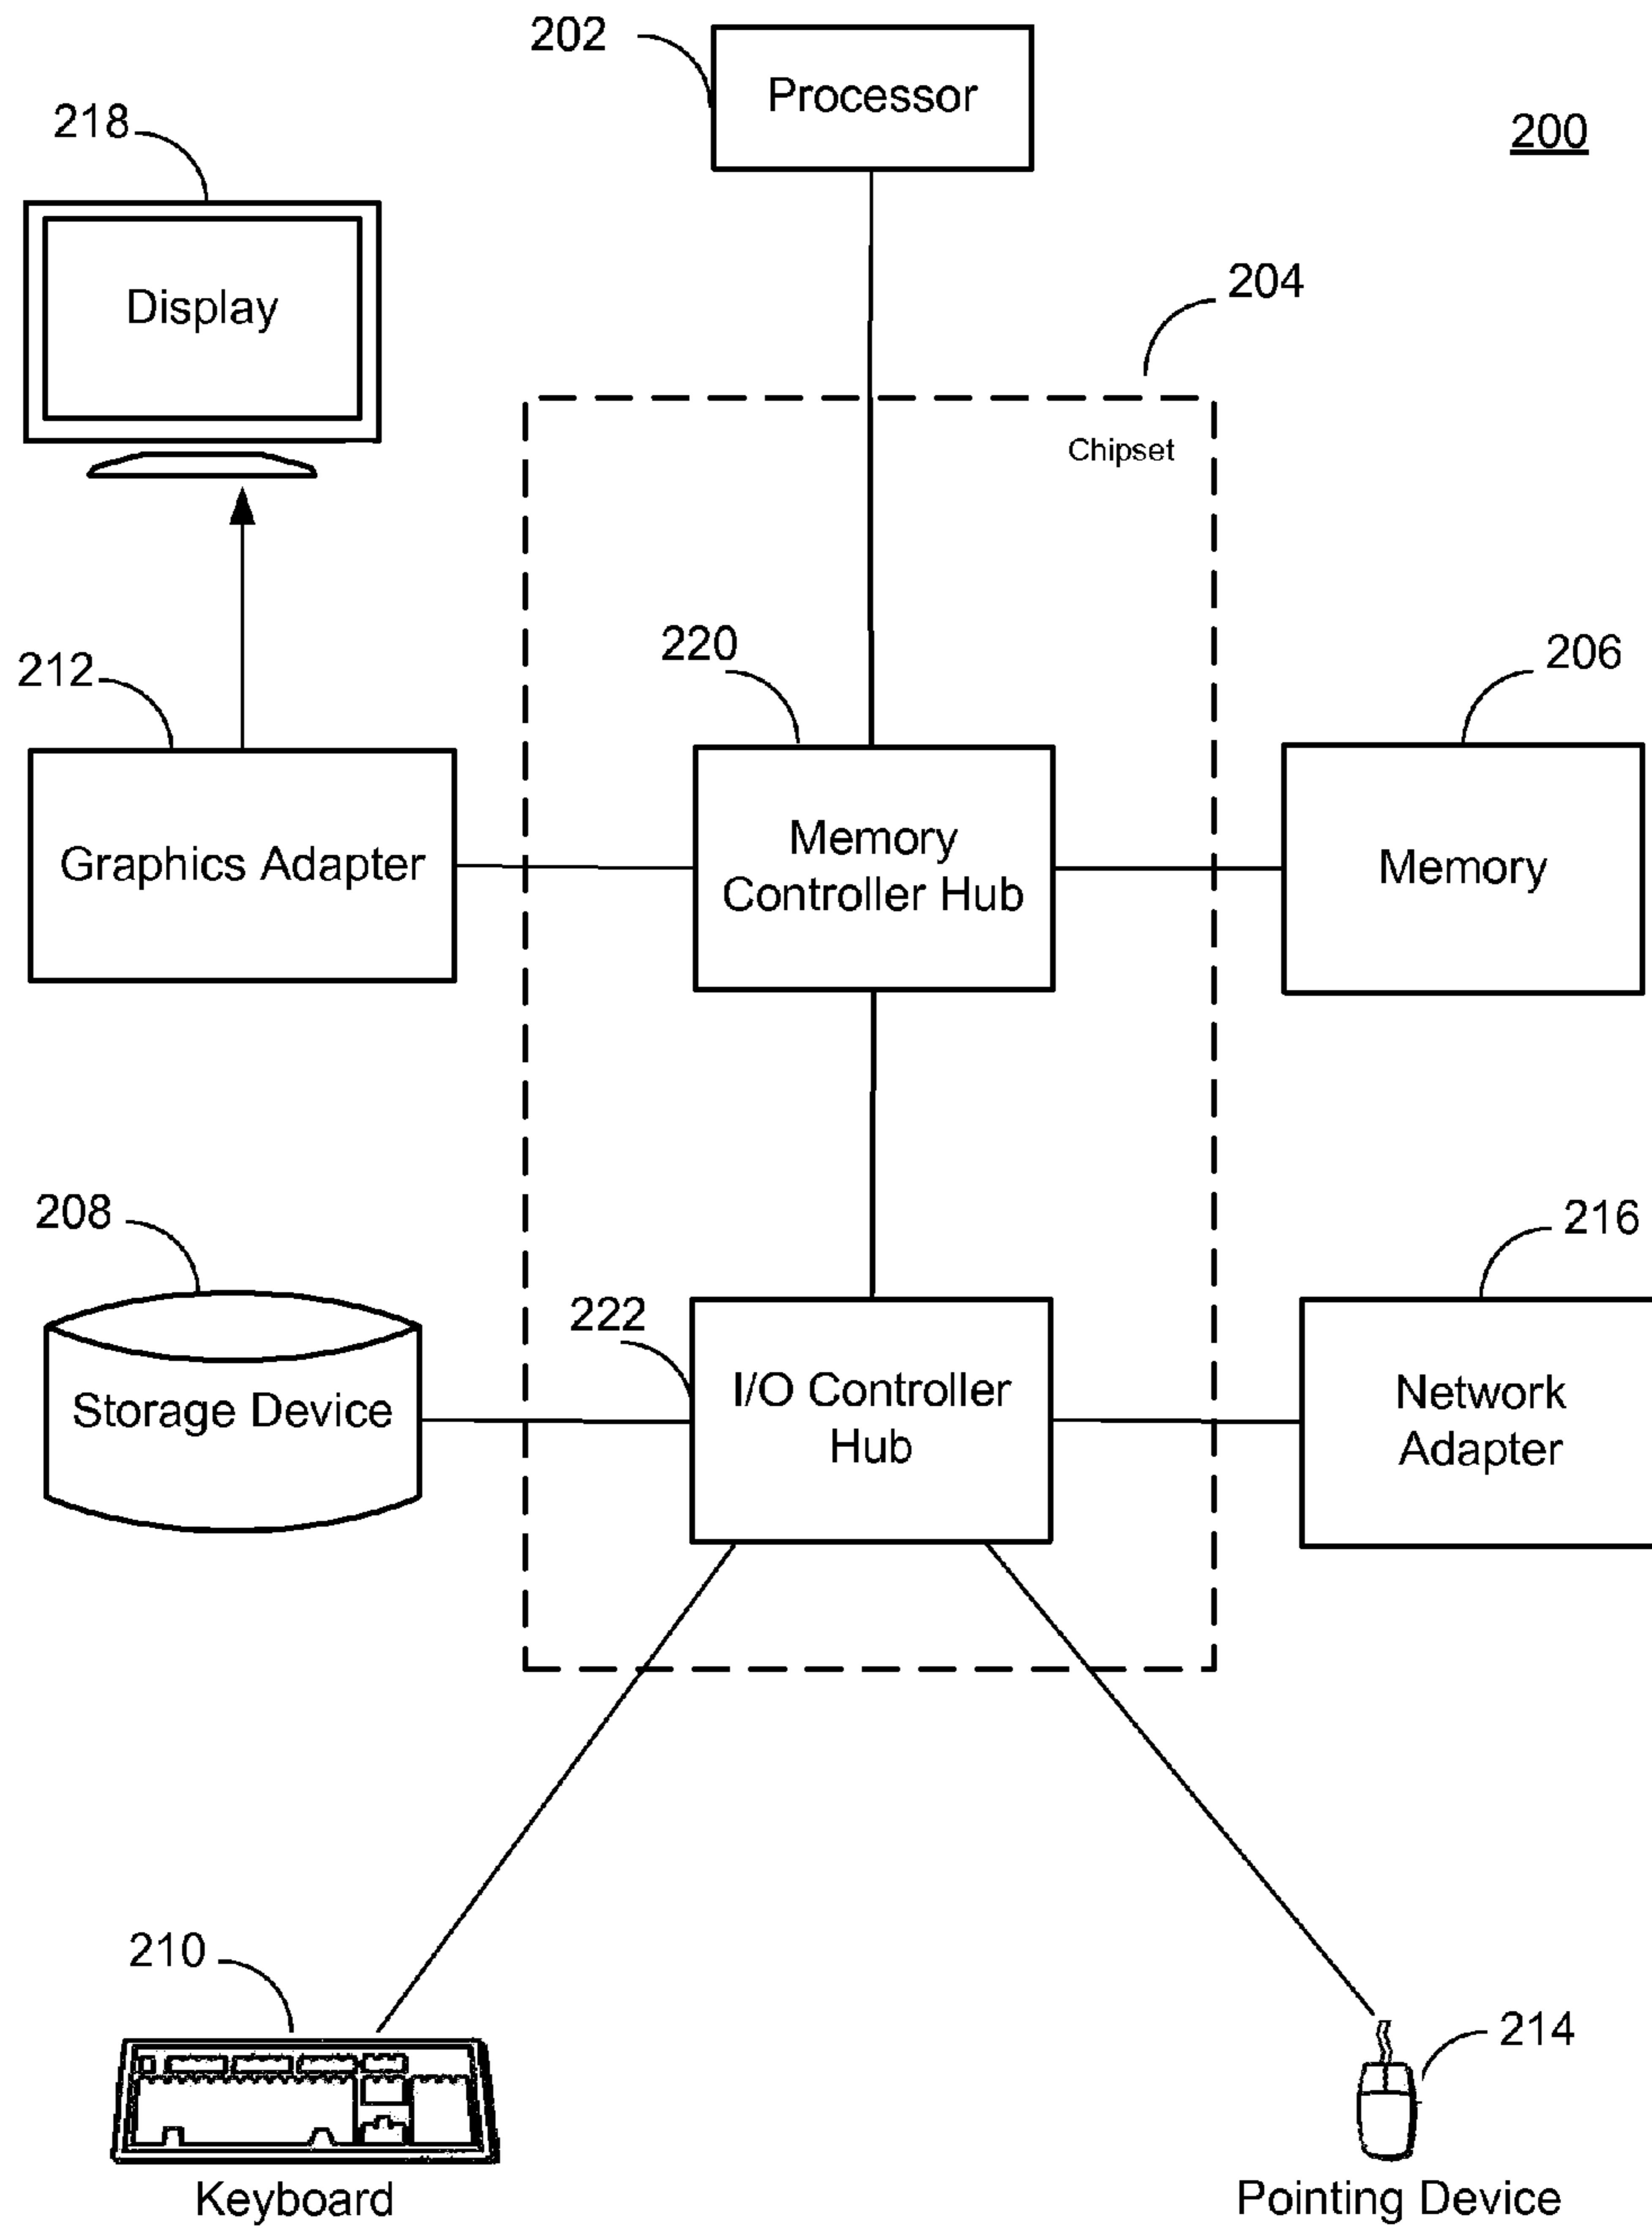 202
Processor
200
218
Display
204
Chipset
220
206
212
Memory
Controller Hub
Graphics Adapter
Memory
208
216
222
I/O Controller
Hub
Storage Device
Network
Adapter
210
214
Keyboard
Pointing Device